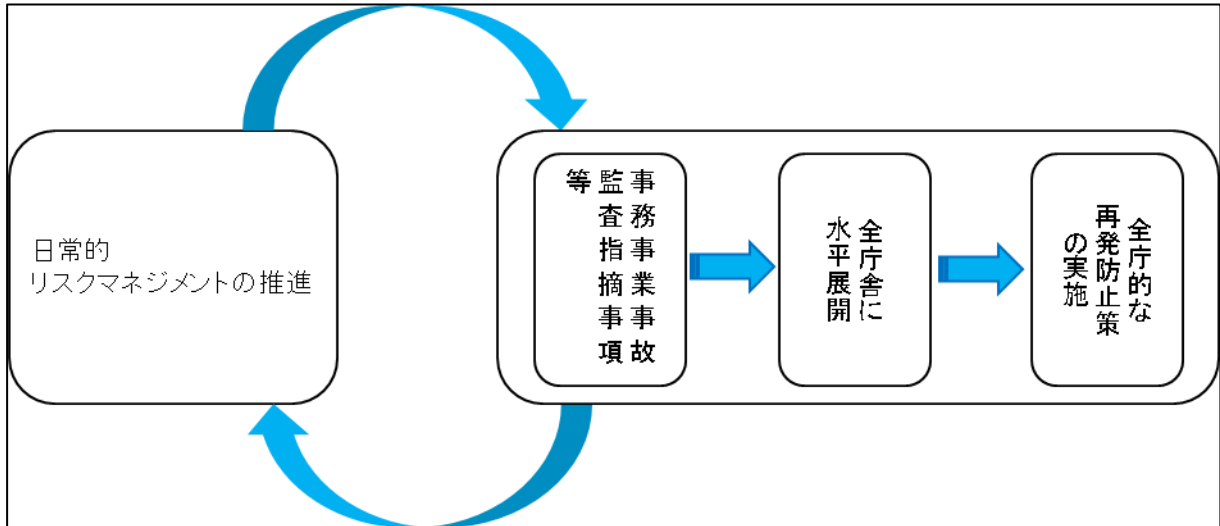 日常的
リスクマネジメントの推進
事務事業事故
監査指摘事項
等
全庁舎に
水平展開
全庁的な
再発防止策
の実施